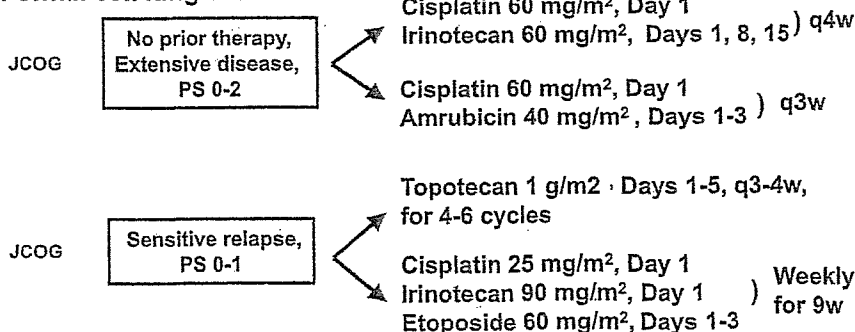 Cisplatin 60 mg/m², Day 1
Irinotecan 60 mg/m², Days 1, 8, 15 ) q4w
JCOG
No prior therapy,
Extensive disease,
PS 0-2
Cisplatin 60 mg/m², Day 1
Amrubicin 40 mg/m², Days 1-3 ) q3w
Topotecan 1 g/m2 · Days 1-5, q3-4w,
for 4-6 cycles
JCOG
Sensitive relapse,
PS 0-1
Cisplatin 25 mg/m², Day 1
Irinotecan 90 mg/m², Day 1
Etoposide 60 mg/m², Days 1-3
) Weekly
for 9w